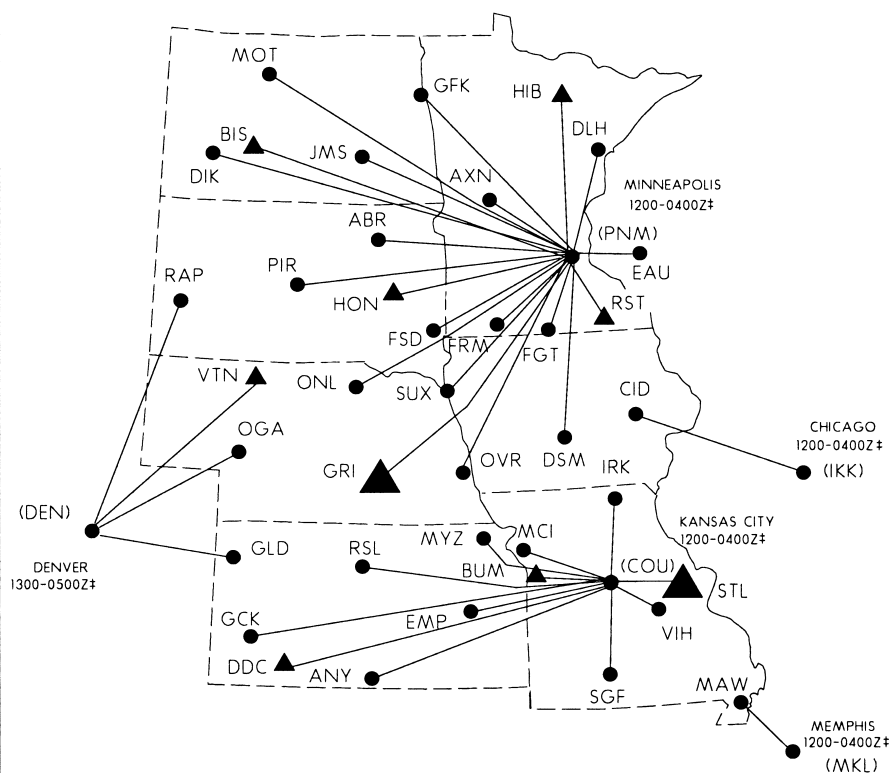 MOT
GFK
HIB
DLH
BIS
JMS
DIK
AXN
MINNEAPOLIS
1200-0400Z‡
ABR
(PNM)
EAU
RAP
PIR
HON
RST
FSD
FRM
FGT
VTN
ONL
SUX
CID
OGA
CHICAGO
1200-0400Z‡
(IKK)
GRI
OVR
DSM
IRK
(DEN)
KANSAS CITY
1200-0400Z‡
MYZ
MCI
DENVER
1300-0500Z‡
GLD
RSL
BUM
(COU)
STL
GCK
EMP
VIH
DDC
ANY
SGF
MAW
MEMPHIS
1200-0400Z‡
(MKL)